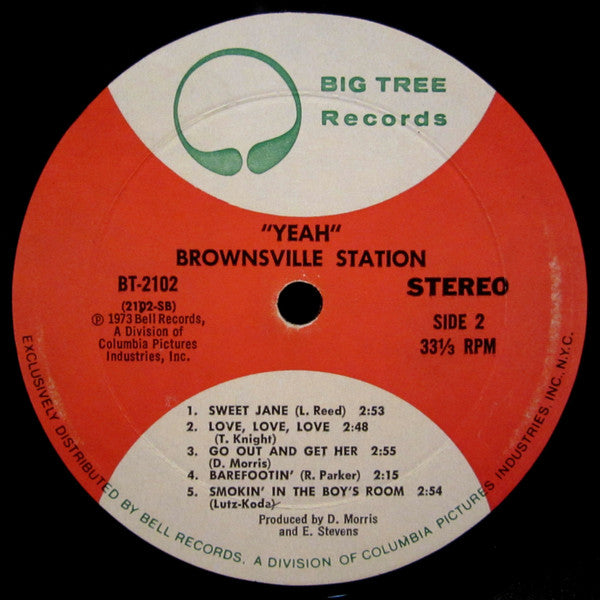 BIG TREE
Records
"YEAH"
BROWNSVILLE STATION
BT-2102
STEREO
(2102-SB)
SIDE 2
℗ 1973 Bell Records,
A Division of
Columbia Pictures
Industries, Inc.
33⅓ RPM
1. SWEET JANE (L. Reed) 2:53
2. LOVE, LOVE, LOVE 2:48
(T. Knight)
3. GO OUT AND GET HER 2:55
(D. Morris)
4. BAREFOOTIN' (R. Parker) 2:15
5. SMOKIN' IN THE BOY'S ROOM 2:54
(Lutz-Koda)
Produced by D. Morris
and E. Stevens
EXCLUSIVELY DISTRIBUTED BY BELL RECORDS, A DIVISION OF COLUMBIA PICTURES INDUSTRIES, INC., N.Y.C.